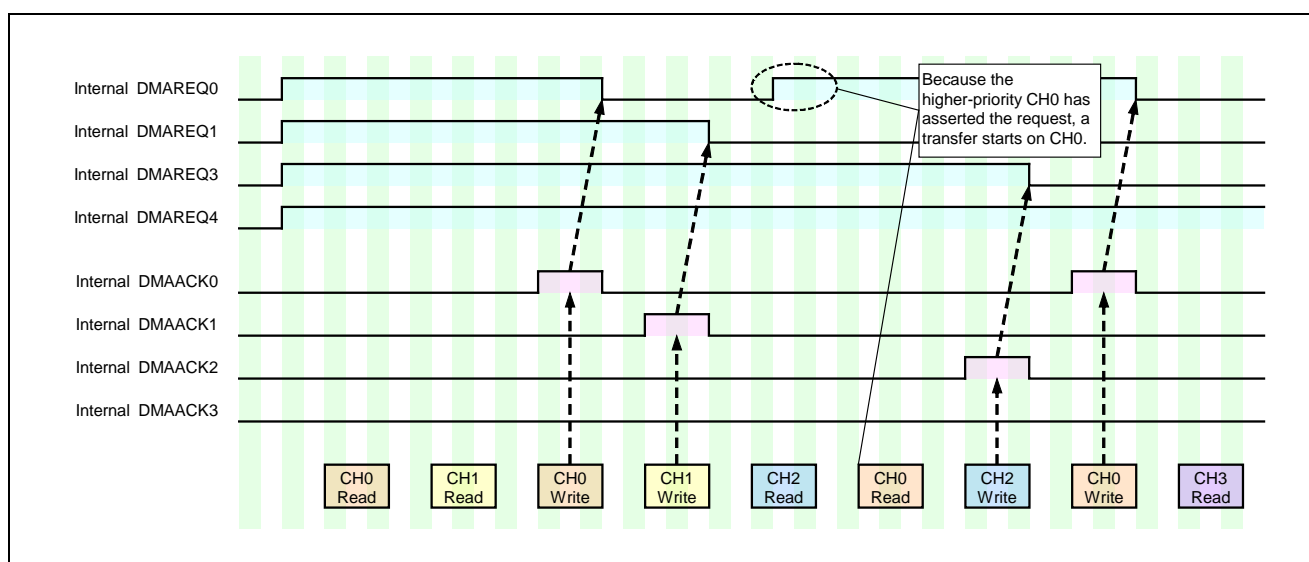 Internal DMAREQ0
Because the
higher-priority CH0 has
asserted the request, a
transfer starts on CH0.
Internal DMAREQ1
Internal DMAREQ3
Internal DMAREQ4
Internal DMAACK0
Internal DMAACK1
Internal DMAACK2
Internal DMAACK3
CH0
Read
CH1
Read
CH0
Write
CH1
Write
CH2
Read
CH0
Read
CH2
Write
CH0
Write
CH3
Read